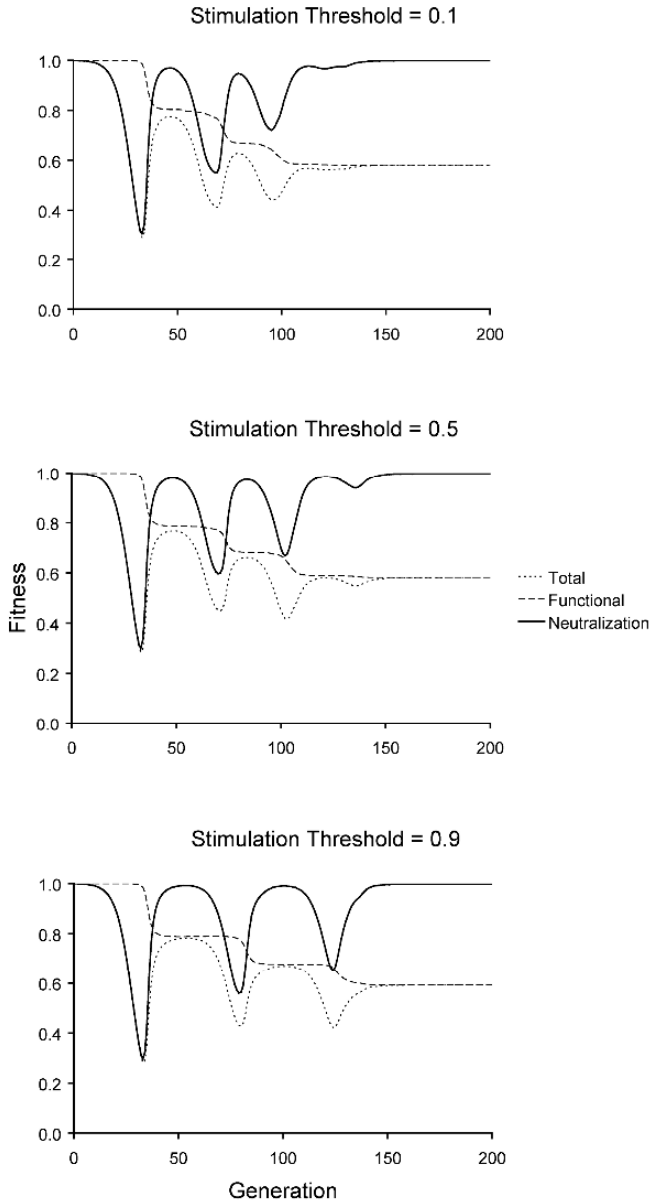 Stimulation Threshold = 0.1
1.0
0.8
0.6
0.4
0.2
0.0
0 50 100 150 200
Stimulation Threshold = 0.5
1.0
0.8
0.6
0.4
0.2
0.0
0 50 100 150 200
Fitness
Total
Functional
Neutralization
Stimulation Threshold = 0.9
1.0
0.8
0.6
0.4
0.2
0.0
0 50 100 150 200
Generation